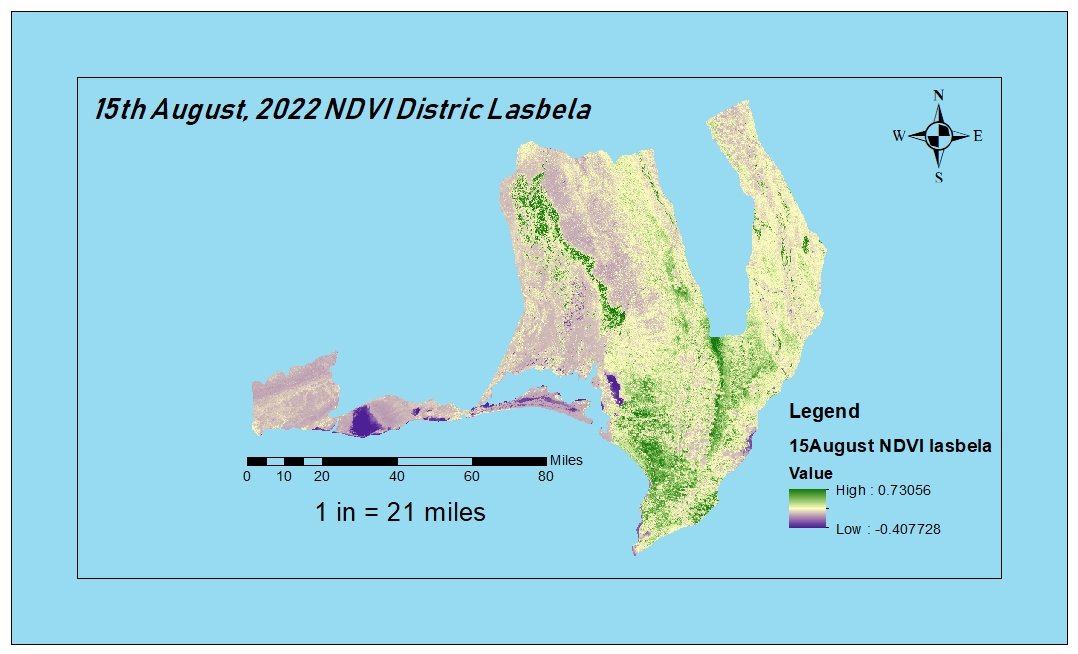 15th August, 2022 NDVI Distric Lasbela
N
W E
S
Legend
15August NDVI lasbela
Value
High : 0.73056
Low : -0.407728
Miles
0 10 20 40 60 80
1 in = 21 miles